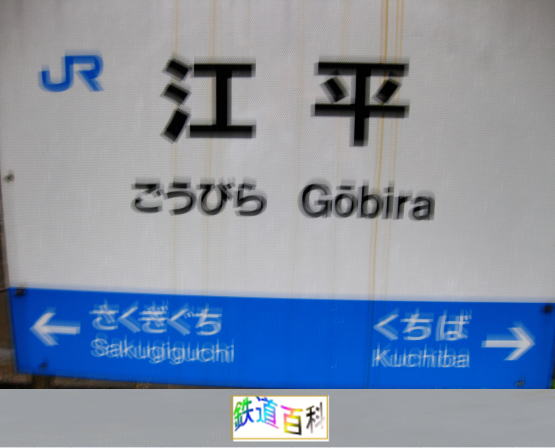 JR
江平
ごうびら Gōbira
← さくぎぐち くちば →
Sakugiguchi Kuchiba
鉄道百科